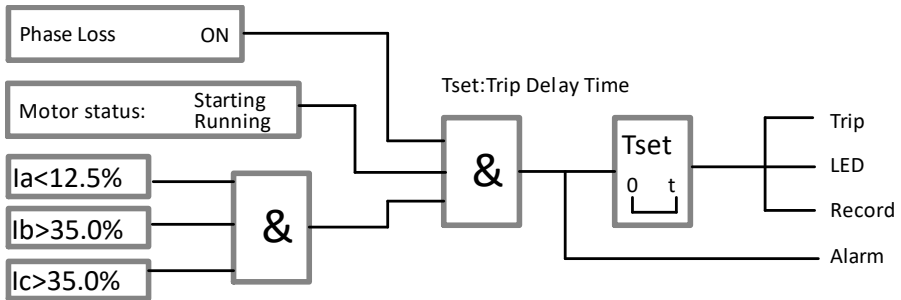 Phase Loss ON
Tset:Trip Delay Time
Motor status: Starting
Running
Ia<12.5%
Ib>35.0%
Ic>35.0%
&
&
Tset
0 t
Trip
LED
Record
Alarm